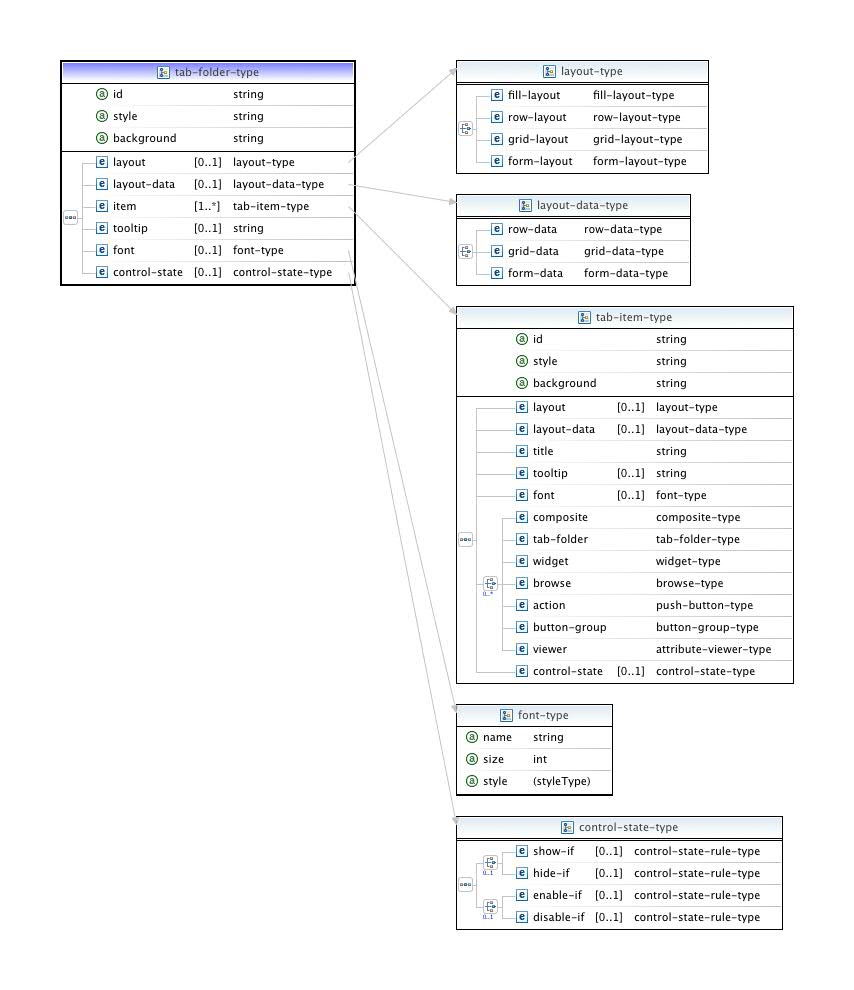 tab-folder-type
id string
style string
background string
layout [0..1] layout-type
layout-data [0..1] layout-data-type
item [1..*] tab-item-type
tooltip [0..1] string
font [0..1] font-type
control-state [0..1] control-state-type
layout-type
fill-layout fill-layout-type
row-layout row-layout-type
grid-layout grid-layout-type
form-layout form-layout-type
layout-data-type
row-data row-data-type
grid-data grid-data-type
form-data form-data-type
tab-item-type
id string
style string
background string
layout [0..1] layout-type
layout-data [0..1] layout-data-type
title string
tooltip [0..1] string
font [0..1] font-type
composite composite-type
tab-folder tab-folder-type
widget widget-type
browse browse-type
0..*
action push-button-type
button-group button-group-type
viewer attribute-viewer-type
control-state [0..1] control-state-type
font-type
name string
size int
style (styleType)
control-state-type
show-if [0..1] control-state-rule-type
0..1
hide-if [0..1] control-state-rule-type
enable-if [0..1] control-state-rule-type
0..1
disable-if [0..1] control-state-rule-type